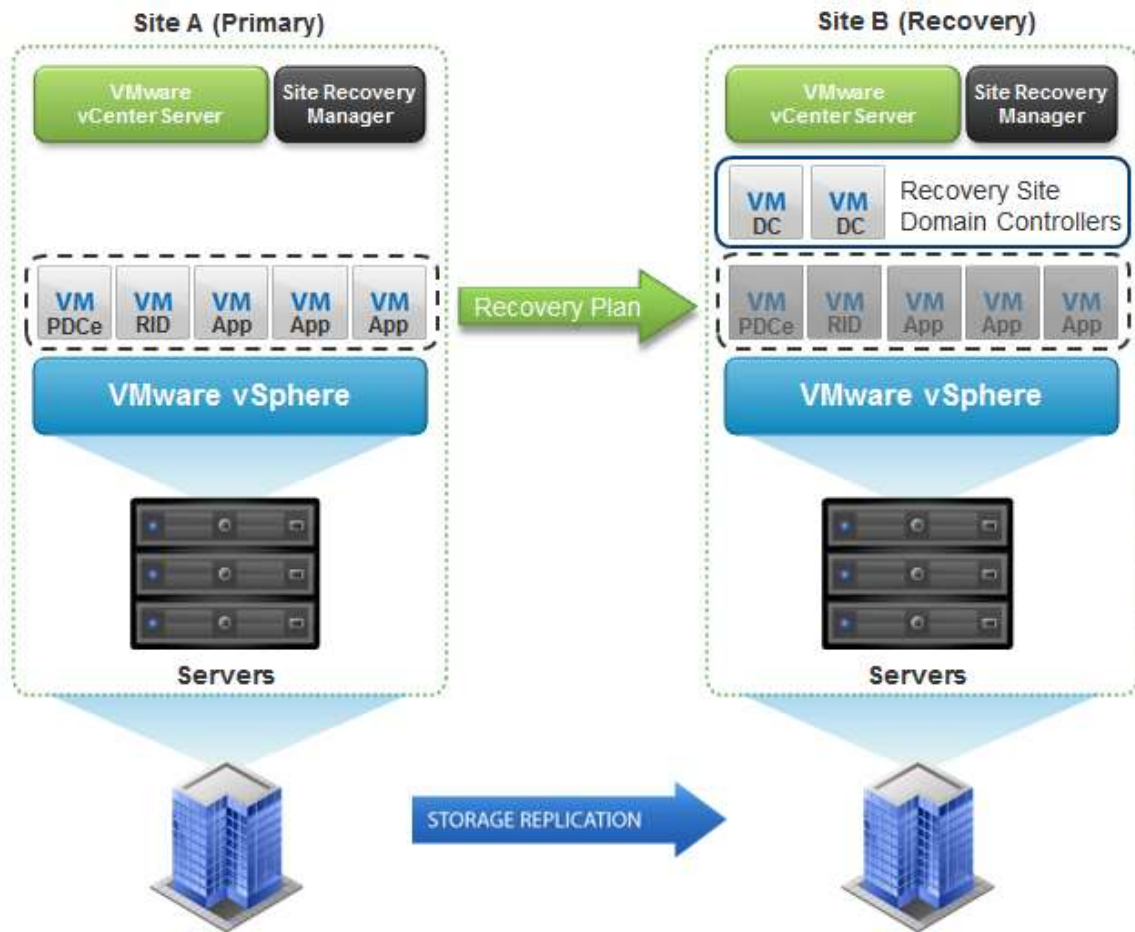 Site A (Primary)
VMware
vCenter Server
Site Recovery
Manager
VM
PDCe
VM
RID
VM
App
VM
App
VM
App
VMware vSphere
Servers
Recovery Plan
STORAGE REPLICATION
Site B (Recovery)
VMware
vCenter Server
Site Recovery
Manager
VM
DC
VM
DC
Recovery Site
Domain Controllers
VM
PDCe
VM
RID
VM
App
VM
App
VM
App
VMware vSphere
Servers